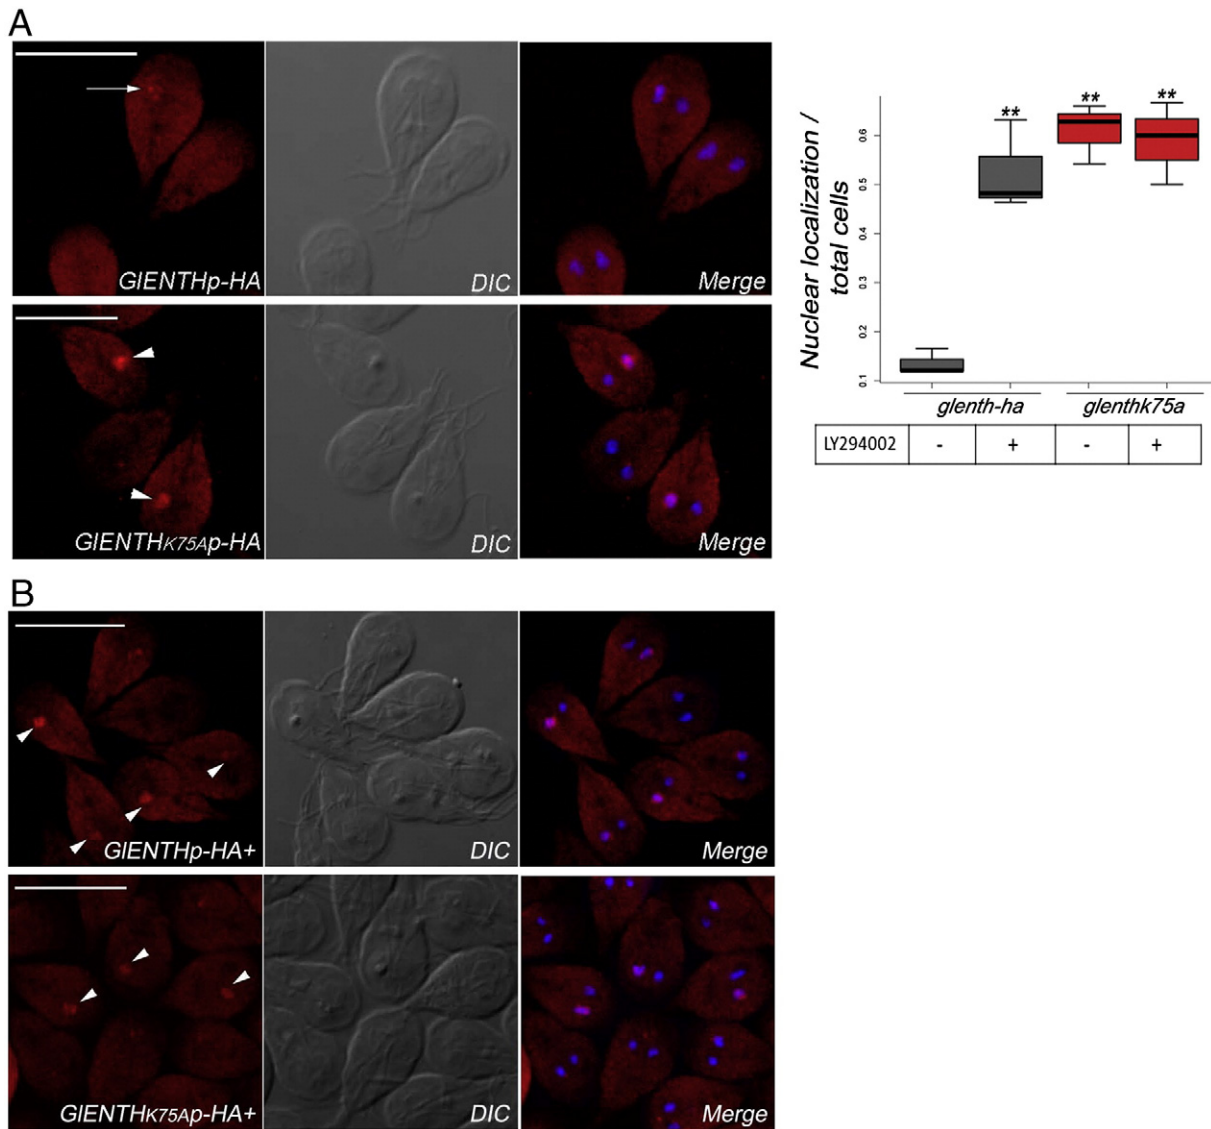 A
GlENTHp-HA
DIC
Merge
GlENTHK75Ap-HA
DIC
Merge
Nuclear localization /
total cells
0.6
0.5
0.4
0.3
0.2
0.1
**
**
**
glenth-ha
glenthk75a
LY294002 - + - +
B
GlENTHp-HA+
DIC
Merge
GlENTHK75Ap-HA+
DIC
Merge